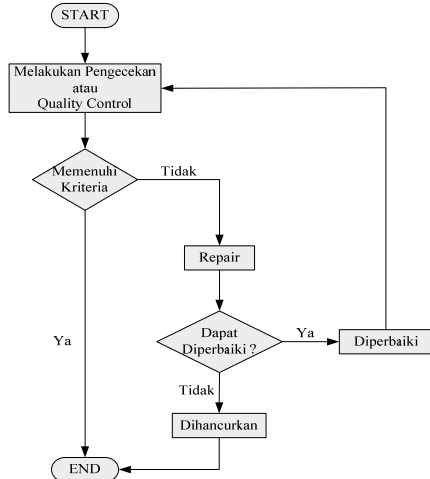 START
Melakukan Pengecekan
atau
Quality Control
Memenuhi
Kriteria
Tidak
Repair
Ya
Dapat
Diperbaiki ?
Ya
Diperbaiki
Tidak
Dihancurkan
END